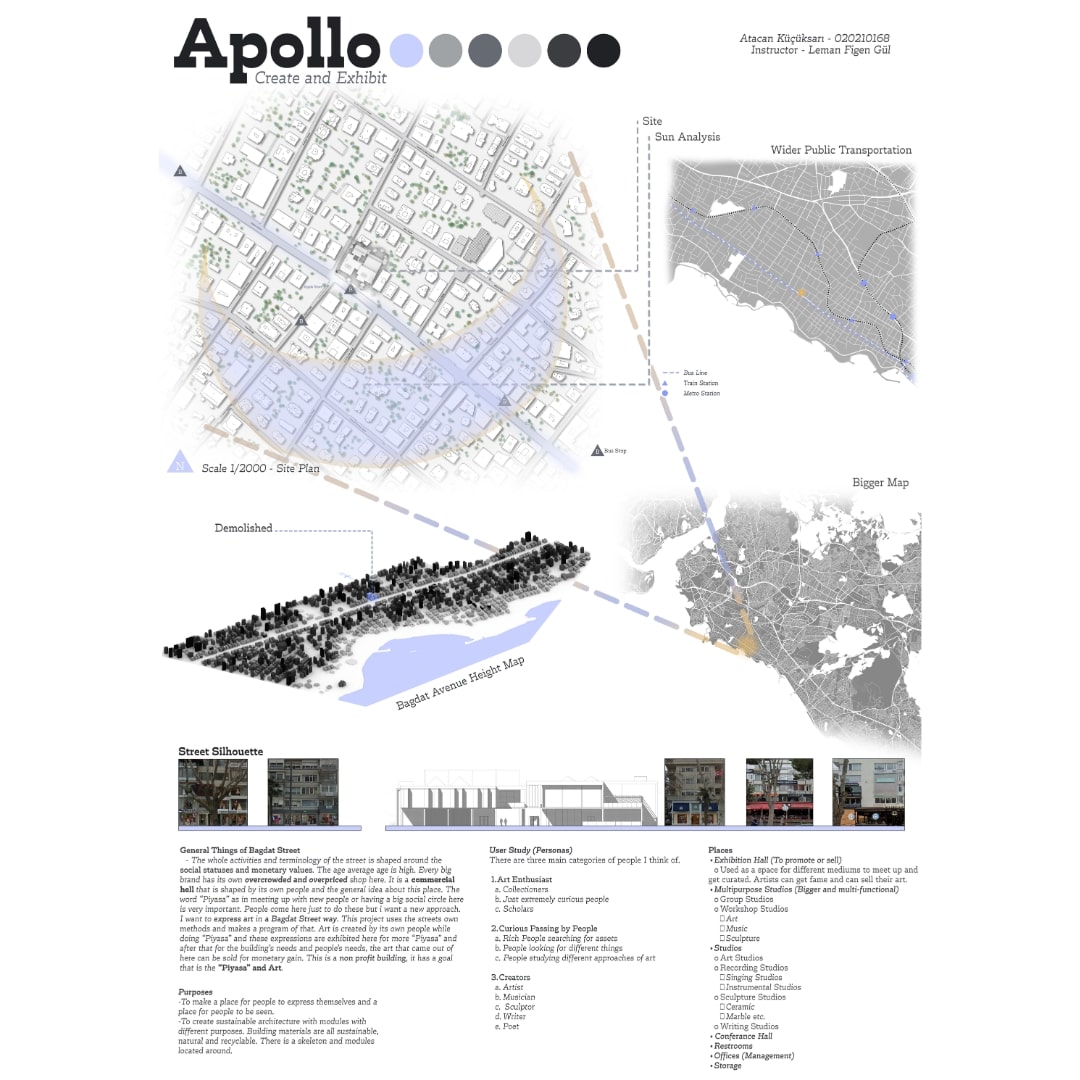 Apollo
Create and Exhibit
Atacan Küçüksarı - 020210168
Instructor - Leman Figen Gül
Site
Sun Analysis
Wider Public Transportation
Bus Line
Train Station
Metro Station
B Bus Stop
N
Scale 1/2000 - Site Plan
Bigger Map
Demolished
Bagdat Avenue Height Map
Street Silhouette
General Things of Bagdat Street
- The whole activities and terminology of the street is shaped around the
social statuses and monetary values. The age average age is high. Every big
brand has its own overcrowded and overpriced shop here. It is a commercial
hell that is shaped by its own people and the general idea about this place. The
word "Piyasa" as in meeting up with new people or having a big social circle here
is very important. People come here just to do these but i want a new approach.
I want to express art in a Bagdat Street way. This project uses the streets own
methods and makes a program of that. Art is created by its own people while
doing "Piyasa" and these expressions are exhibited here for more "Piyasa" and
after that for the building's needs and people's needs, the art that came out of
here can be sold for monetary gain. This is a non profit building, it has a goal
that is the "Piyasa" and Art.
Purposes
-To make a place for people to express themselves and a
place for people to be seen.
-To create sustainable architecture with modules with
different purposes. Building materials are all sustainable,
natural and recyclable. There is a skeleton and modules
located around.
User Study (Personas)
There are three main categories of people I think of.
1.Art Enthusiast
a. Collectioners
b. Just extremely curious people
c. Scholars
2.Curious Passing by People
a. Rich People searching for assets
b. People looking for different things
c. People studying different approaches of art
3.Creators
a. Artist
b. Musician
c. Sculptor
d. Writer
e. Poet
Places
• Exhibition Hall (To promote or sell)
o Used as a space for different mediums to meet up and
get curated. Artists can get fame and can sell their art.
• Multipurpose Studios (Bigger and multi-functional)
o Group Studios
o Workshop Studios
□ Art
□ Music
□ Sculpture
• Studios
o Art Studios
o Recording Studios
□ Singing Studios
□ Instrumental Studios
o Sculpture Studios
□ Ceramic
□ Marble etc.
o Writing Studios
• Conferance Hall
• Restrooms
• Offices (Management)
• Storage